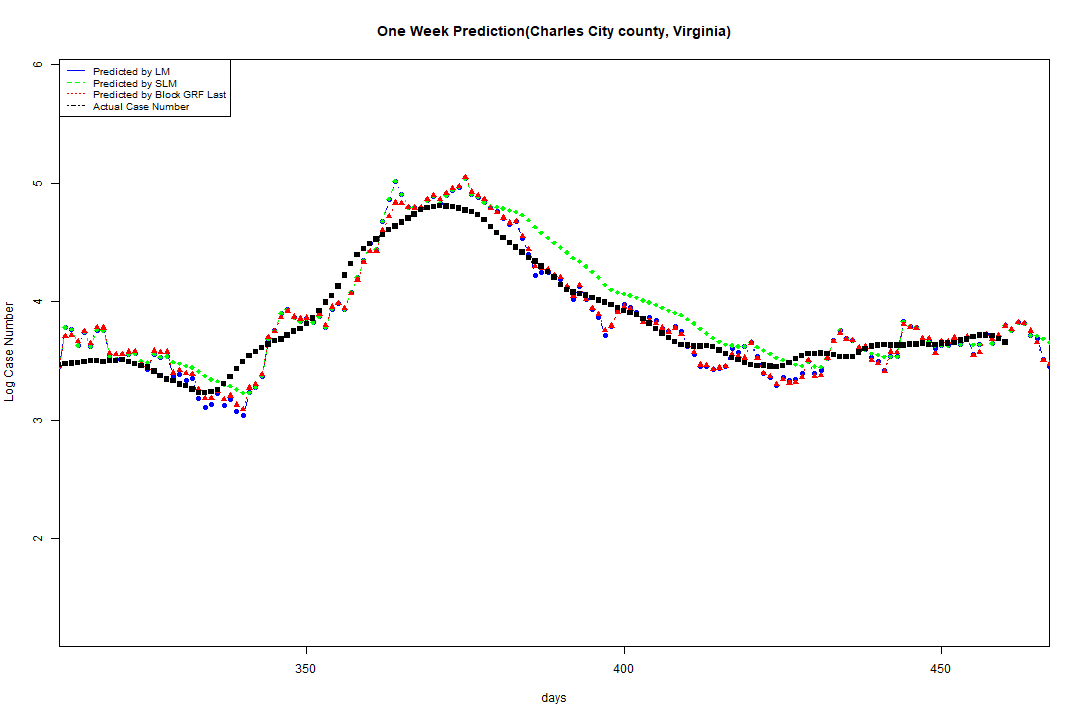 One Week Prediction(Charles City county, Virginia)
Predicted by LM
Predicted by SLM
Predicted by Block GRF Last
Actual Case Number
6
5
4
3
2
Log Case Number
350
400
450
days